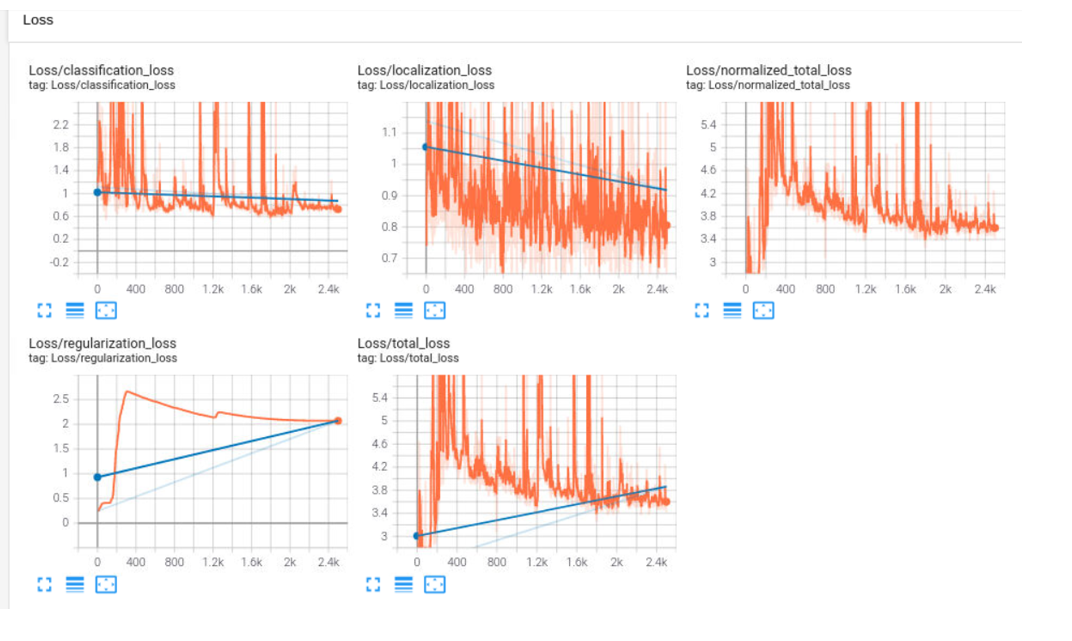 Loss
Loss/classification_loss
tag: Loss/classification_loss
2.2
1.8
1.4
1
0.6
0.2
-0.2
0 400 800 1.2k 1.6k 2k 2.4k
Loss/localization_loss
tag: Loss/localization_loss
1.1
1
0.9
0.8
0.7
0 400 800 1.2k 1.6k 2k 2.4k
Loss/normalized_total_loss
tag: Loss/normalized_total_loss
5.4
5
4.6
4.2
3.8
3.4
3
0 400 800 1.2k 1.6k 2k 2.4k
Loss/regularization_loss
tag: Loss/regularization_loss
2.5
2
1.5
1
0.5
0
0 400 800 1.2k 1.6k 2k 2.4k
Loss/total_loss
tag: Loss/total_loss
5.4
5
4.6
4.2
3.8
3.4
3
0 400 800 1.2k 1.6k 2k 2.4k